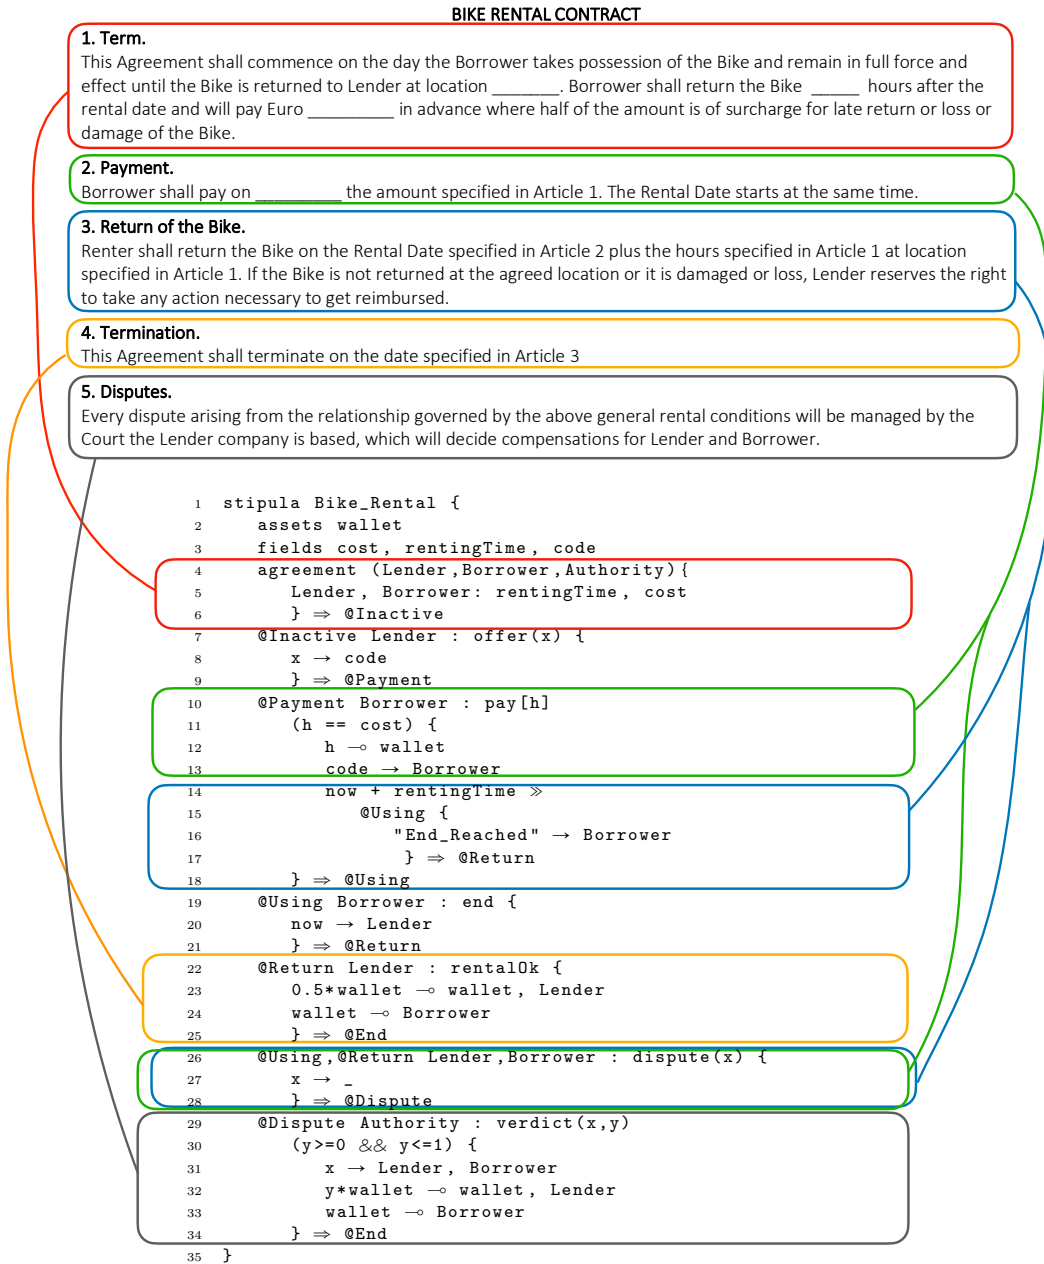 BIKE RENTAL CONTRACT
1. Term.
This Agreement shall commence on the day the Borrower takes possession of the Bike and remain in full force and
effect until the Bike is returned to Lender at location _______. Borrower shall return the Bike _____ hours after the
rental date and will pay Euro _________ in advance where half of the amount is of surcharge for late return or loss or
damage of the Bike.
2. Payment.
Borrower shall pay on _________ the amount specified in Article 1. The Rental Date starts at the same time.
3. Return of the Bike.
Renter shall return the Bike on the Rental Date specified in Article 2 plus the hours specified in Article 1 at location
specified in Article 1. If the Bike is not returned at the agreed location or it is damaged or loss, Lender reserves the right
to take any action necessary to get reimbursed.
4. Termination.
This Agreement shall terminate on the date specified in Article 3
5. Disputes.
Every dispute arising from the relationship governed by the above general rental conditions will be managed by the
Court the Lender company is based, which will decide compensations for Lender and Borrower.
1 stipula Bike_Rental {
2 assets wallet
3 fields cost, rentingTime, code
4 agreement (Lender,Borrower,Authority){
5 Lender, Borrower: rentingTime, cost
6 } ⇒ @Inactive
7 @Inactive Lender : offer(x) {
8 x → code
9 } ⇒ @Payment
10 @Payment Borrower : pay[h]
11 (h == cost) {
12 h ⊸ wallet
13 code → Borrower
14 now + rentingTime ≫
15 @Using {
16 "End_Reached" → Borrower
17 } ⇒ @Return
18 } ⇒ @Using
19 @Using Borrower : end {
20 now → Lender
21 } ⇒ @Return
22 @Return Lender : rentalOk {
23 0.5*wallet ⊸ wallet, Lender
24 wallet ⊸ Borrower
25 } ⇒ @End
26 @Using,@Return Lender,Borrower : dispute(x) {
27 x → _
28 } ⇒ @Dispute
29 @Dispute Authority : verdict(x,y)
30 (y>=0 && y<=1) {
31 x → Lender, Borrower
32 y*wallet ⊸ wallet, Lender
33 wallet ⊸ Borrower
34 } ⇒ @End
35 }